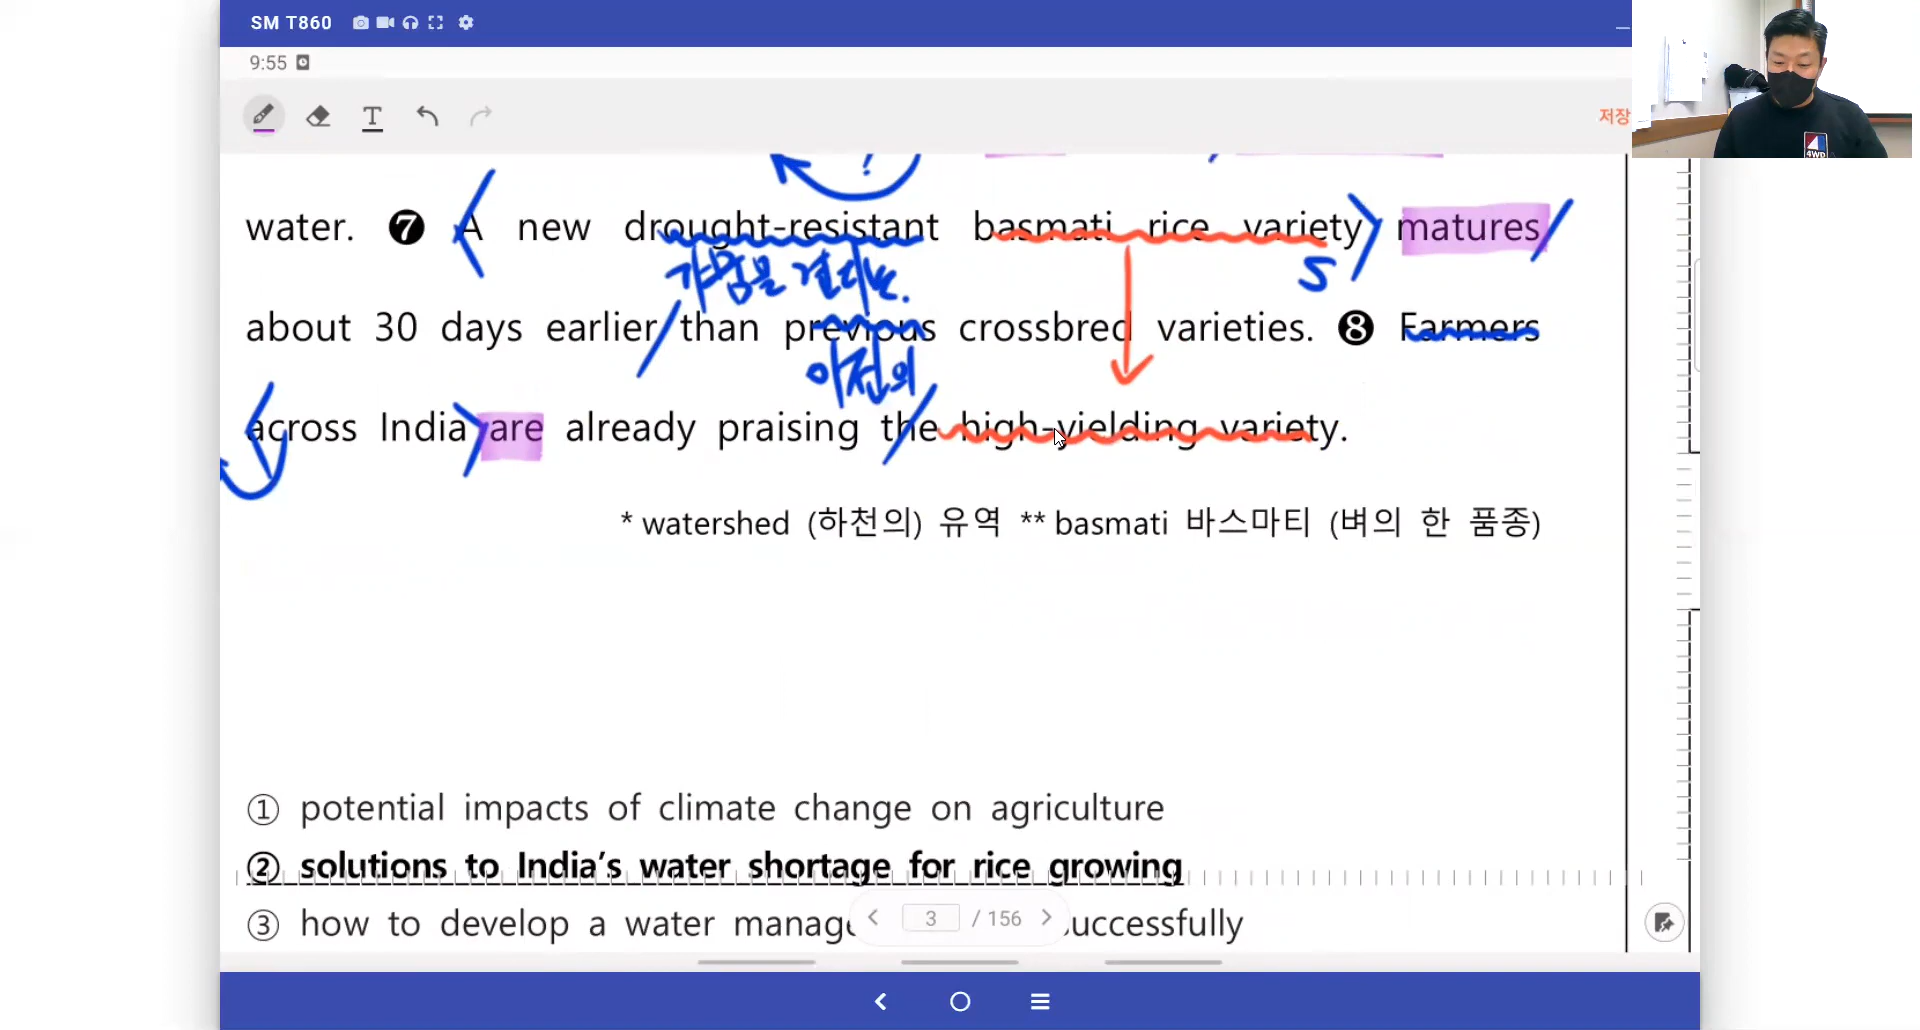 SM T860
9:55
저장
water. ❼ A new drought-resistant basmati rice variety matures
가뭄을 견디는.
S
about 30 days earlier than previous crossbred varieties. ❽ Farmers
이전의
across India are already praising the high-yielding variety.
* watershed (하천의) 유역 ** basmati 바스마티 (벼의 한 품종)
① potential impacts of climate change on agriculture
② solutions to India's water shortage for rice growing
③ how to develop a water manage uccessfully
3 / 156
4WD